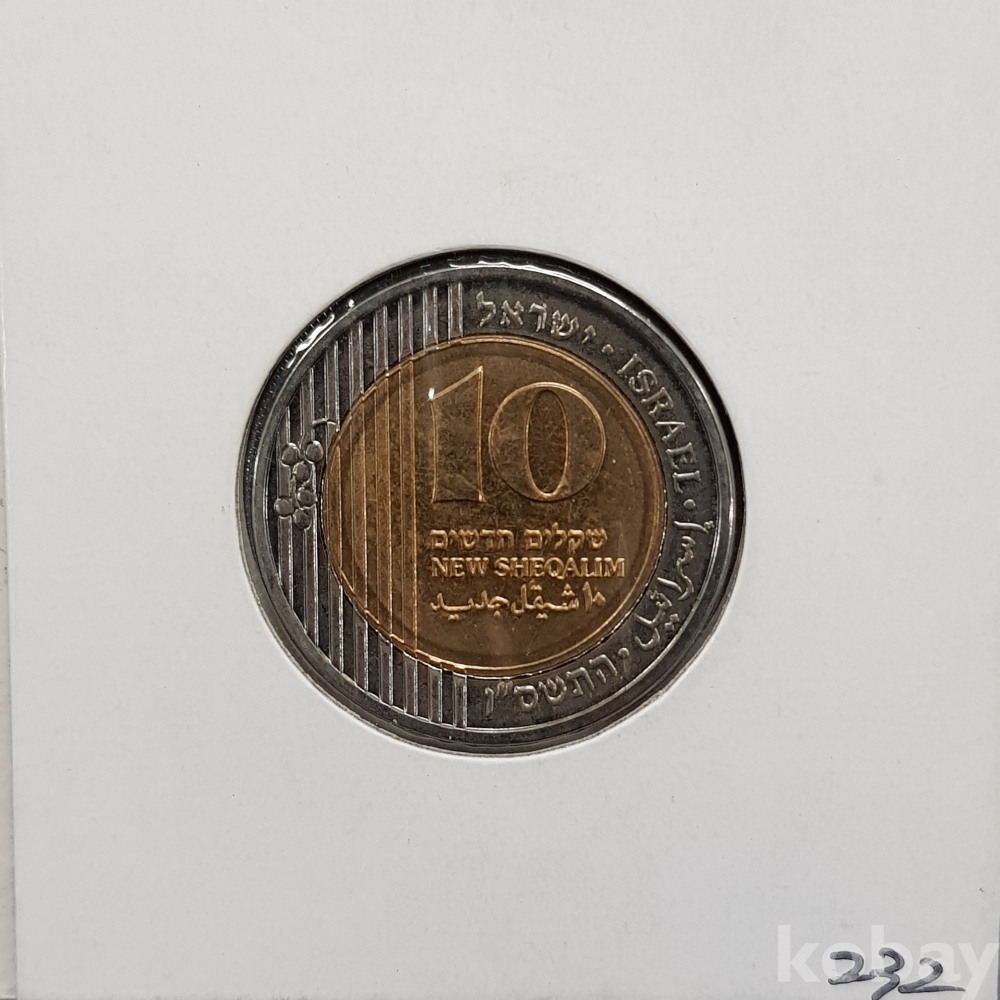 ישראל · ISRAEL · إسرائيل · התשס"ו
10
שקלים חדשים
NEW SHEQALIM
١٠ شيقل جديد
kobay
232